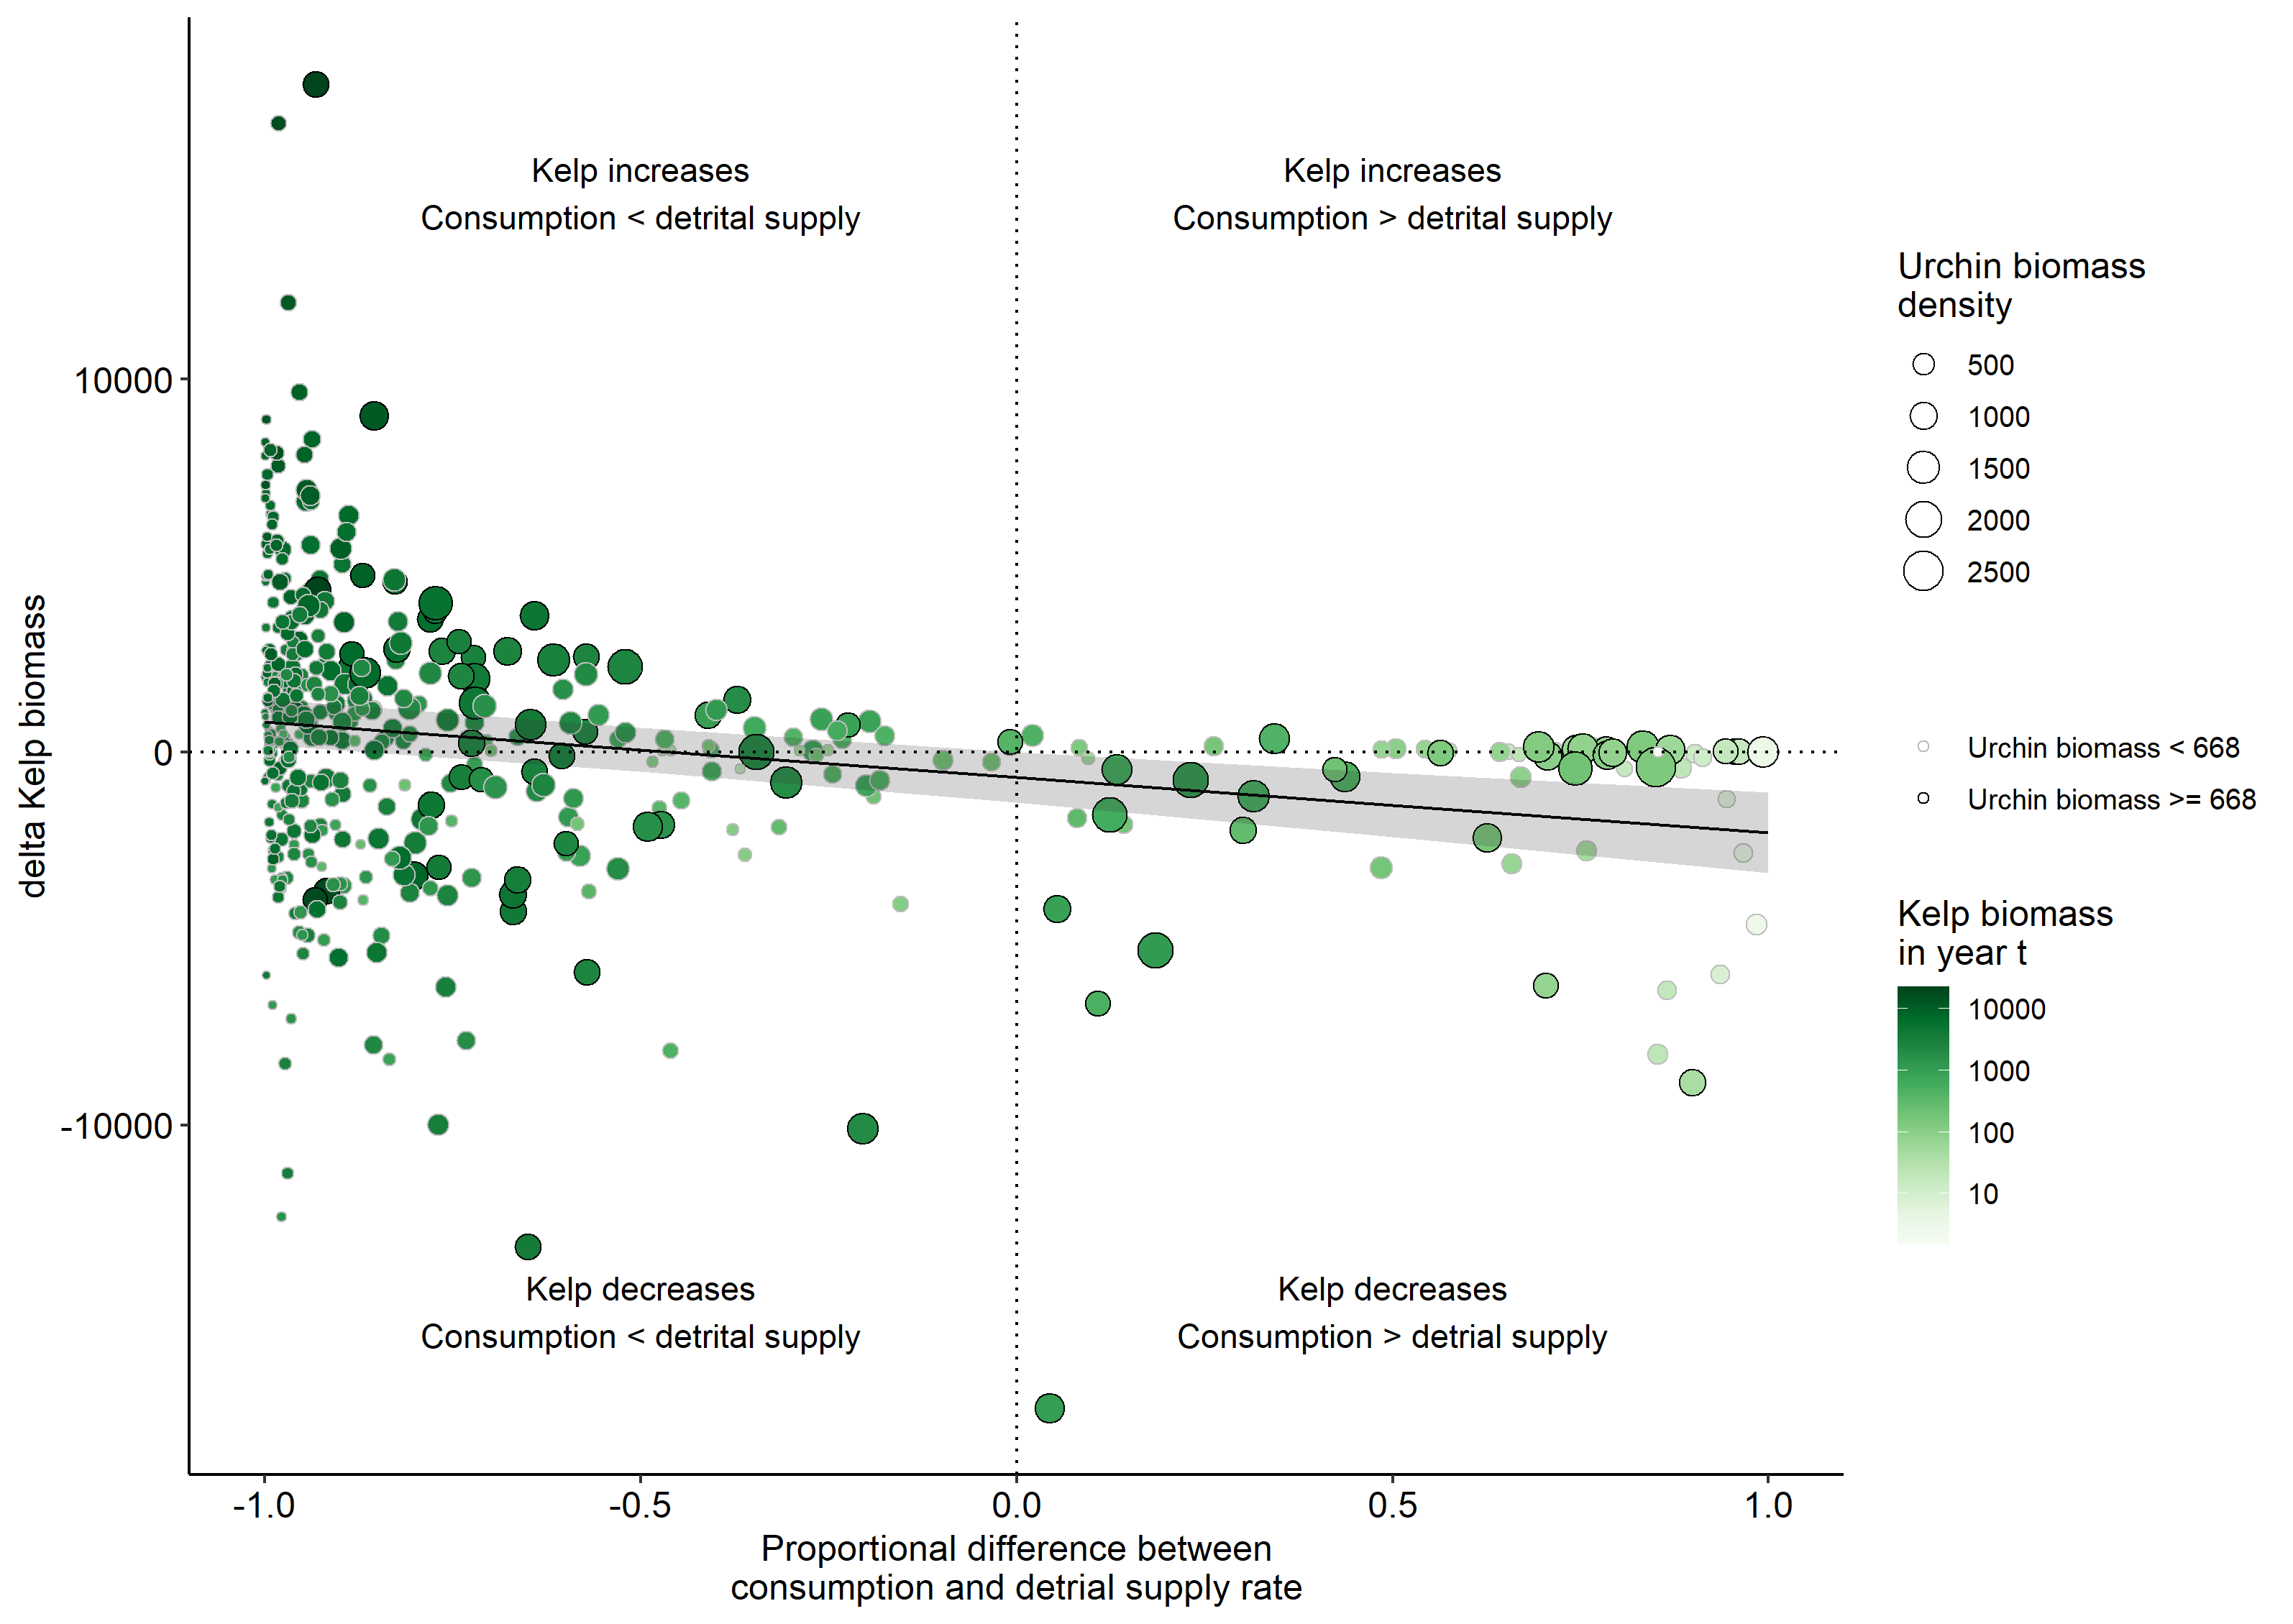 Kelp increases
Consumption < detrital supply
Kelp increases
Consumption > detrital supply
Kelp decreases
Consumption < detrital supply
Kelp decreases
Consumption > detrial supply
delta Kelp biomass
10000
0
-10000
-1.0
-0.5
0.0
0.5
1.0
Proportional difference between
consumption and detrial supply rate
Urchin biomass
density
500
1000
1500
2000
2500
Urchin biomass < 668
Urchin biomass >= 668
Kelp biomass
in year t
10000
1000
100
10